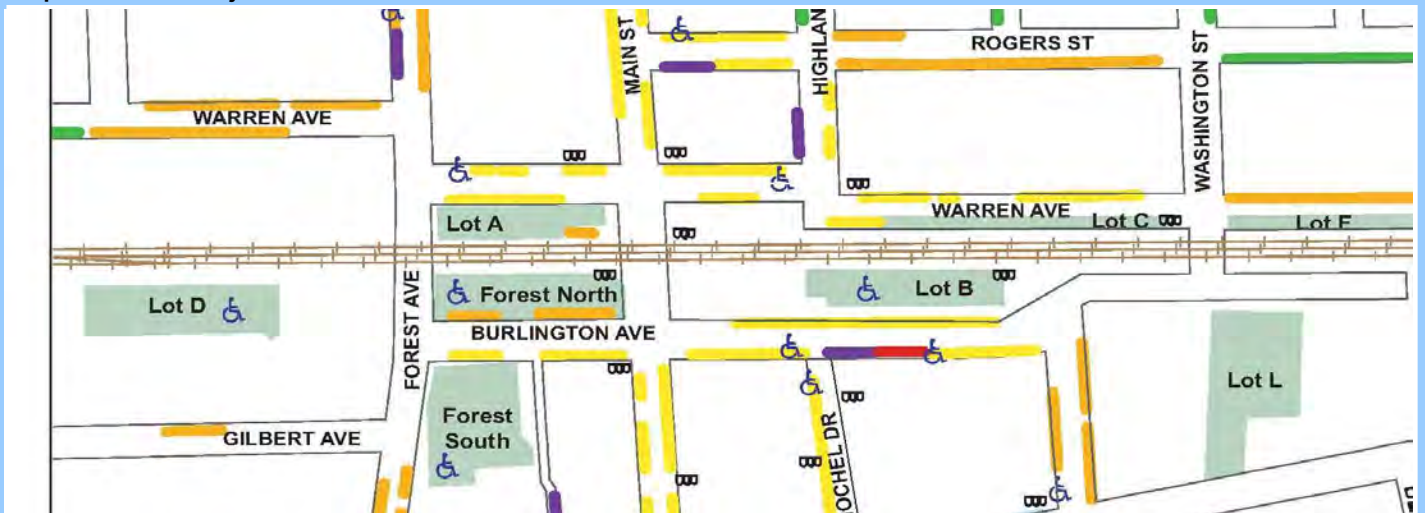 ROGERS ST
MAIN ST
HIGHLAN
WASHINGTON ST
WARREN AVE
WARREN AVE
Lot A
Lot C
Lot F
Lot D
Forest North
Lot B
FOREST AVE
BURLINGTON AVE
Lot L
Forest
South
GILBERT AVE
OCHEL DR